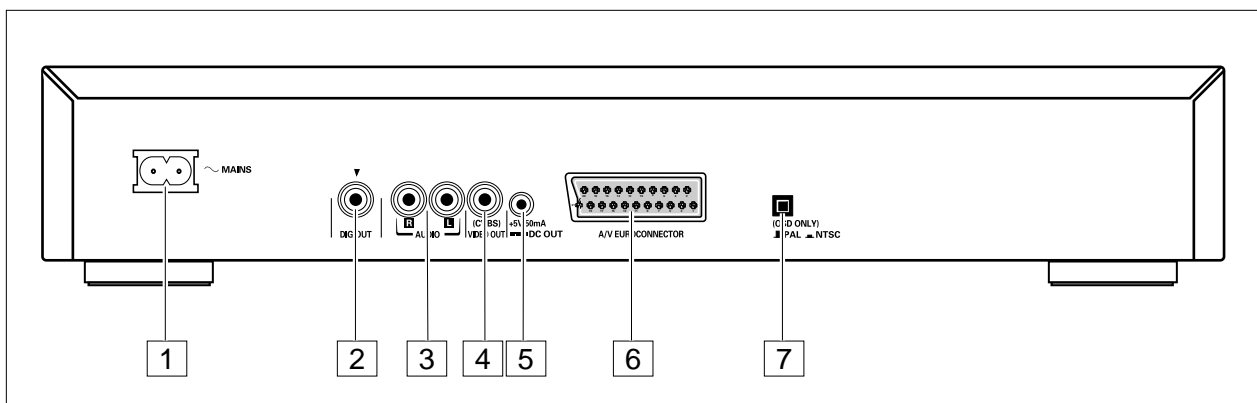 MAINS
R L
DIG OUT
AUDIO
(CVBS)
VIDEO OUT
+5V 50mA
DC OUT
A/V EUROCONNECTOR
(OSD ONLY)
PAL NTSC
1 2 3 4 5 6 7